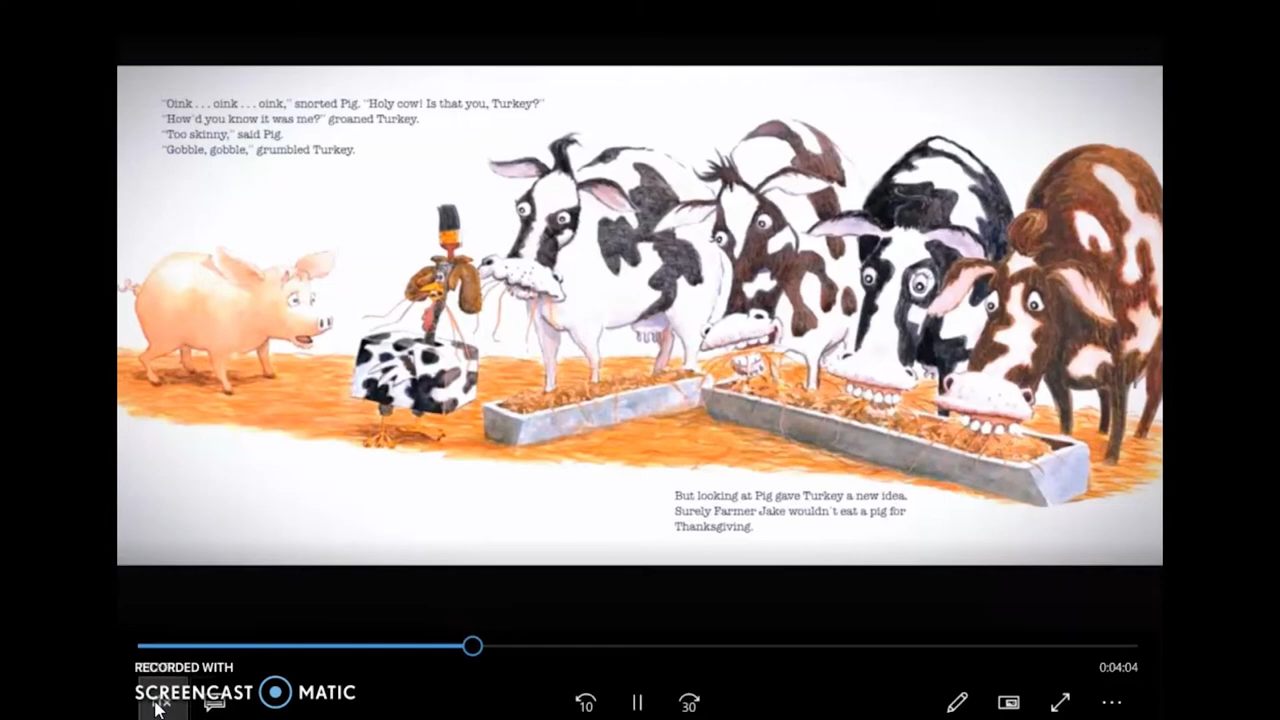 “Oink . . . oink . . . oink,” snorted Pig. “Holy cow! Is that you, Turkey?”
“How’d you know it was me?” groaned Turkey.
“Too skinny,” said Pig.
“Gobble, gobble,” grumbled Turkey.
But looking at Pig gave Turkey a new idea.
Surely Farmer Jake wouldn’t eat a pig for
Thanksgiving.
RECORDED WITH
0:04:04
SCREENCAST MATIC
10
30